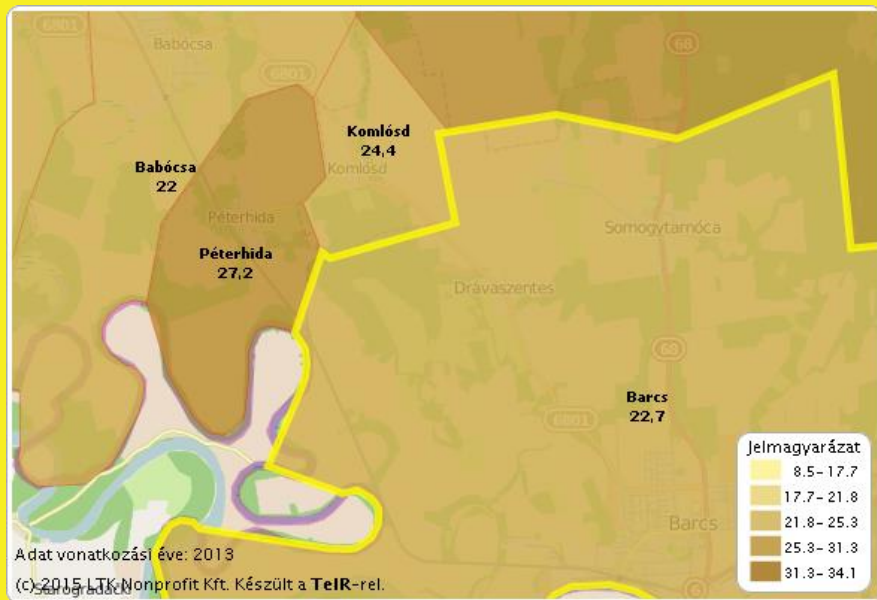 6801
68
Babócsa
6801
Komlósd
24,4
Komlósd
Babócsa
22
Péterhida
Péterhida
27,2
Somogytarnóca
Drávaszentes
68
Barcs
22,7
6801
Jelmagyarázat
8.5- 17.7
17.7- 21.8
21.8- 25.3
25.3- 31.3
31.3- 34.1
Barcs
Adat vonatkozási éve: 2013
(c) 2015 LTK Nonprofit Kft. Készült a TeIR-rel.
6